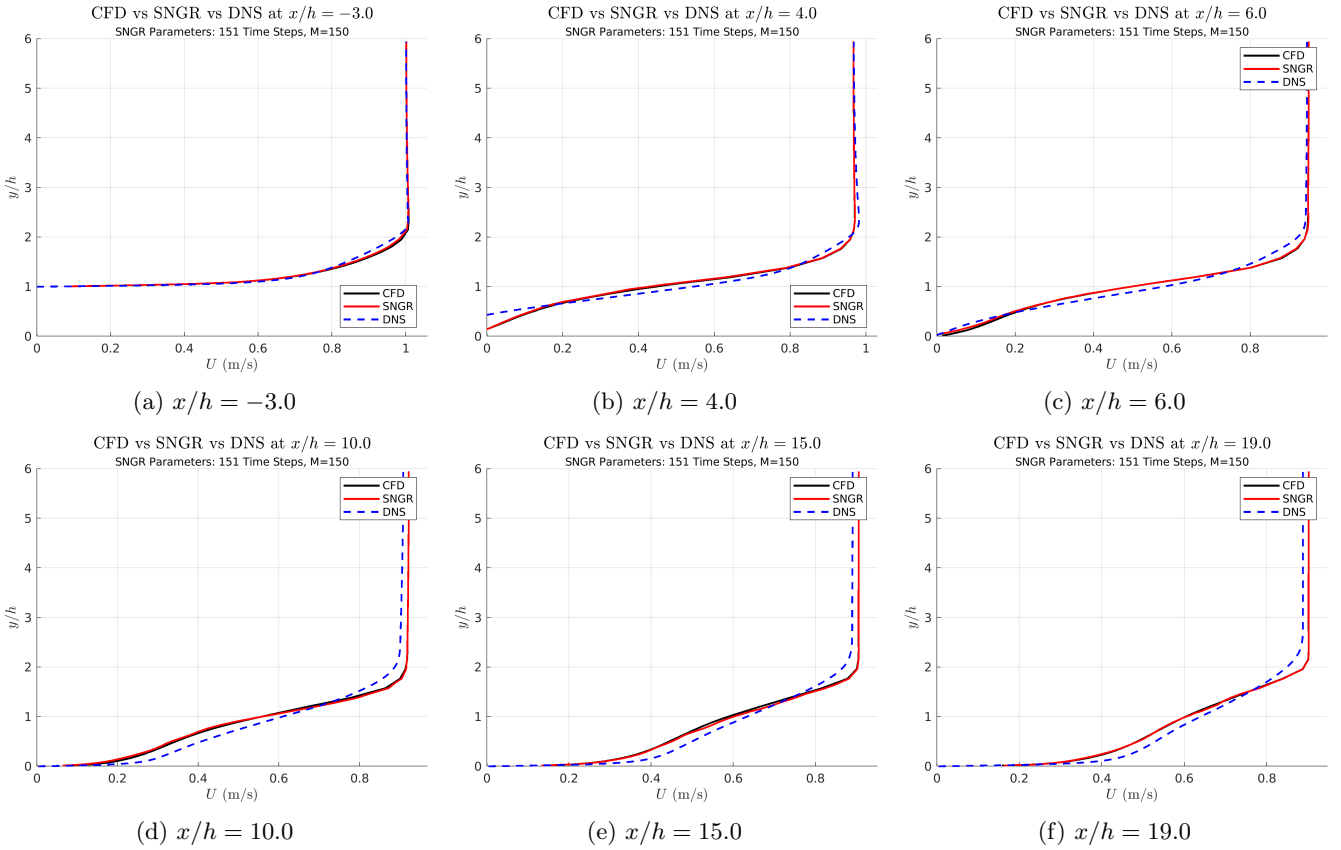 CFD vs SNGR vs DNS at x/h = −3.0
SNGR Parameters: 151 Time Steps, M=150
6
5
4
3
2
1
0
y/h
0 0.2 0.4 0.6 0.8 1
U (m/s)
CFD
SNGR
DNS
(a) x/h = −3.0
CFD vs SNGR vs DNS at x/h = 4.0
SNGR Parameters: 151 Time Steps, M=150
6
5
4
3
2
1
0
y/h
0 0.2 0.4 0.6 0.8 1
U (m/s)
CFD
SNGR
DNS
(b) x/h = 4.0
CFD vs SNGR vs DNS at x/h = 6.0
SNGR Parameters: 151 Time Steps, M=150
CFD
SNGR
DNS
6
5
4
3
2
1
0
y/h
0 0.2 0.4 0.6 0.8
U (m/s)
(c) x/h = 6.0
CFD vs SNGR vs DNS at x/h = 10.0
SNGR Parameters: 151 Time Steps, M=150
CFD
SNGR
DNS
6
5
4
3
2
1
0
y/h
0 0.2 0.4 0.6 0.8
U (m/s)
(d) x/h = 10.0
CFD vs SNGR vs DNS at x/h = 15.0
SNGR Parameters: 151 Time Steps, M=150
CFD
SNGR
DNS
6
5
4
3
2
1
0
y/h
0 0.2 0.4 0.6 0.8
U (m/s)
(e) x/h = 15.0
CFD vs SNGR vs DNS at x/h = 19.0
SNGR Parameters: 151 Time Steps, M=150
CFD
SNGR
DNS
6
5
4
3
2
1
0
y/h
0 0.2 0.4 0.6 0.8
U (m/s)
(f) x/h = 19.0